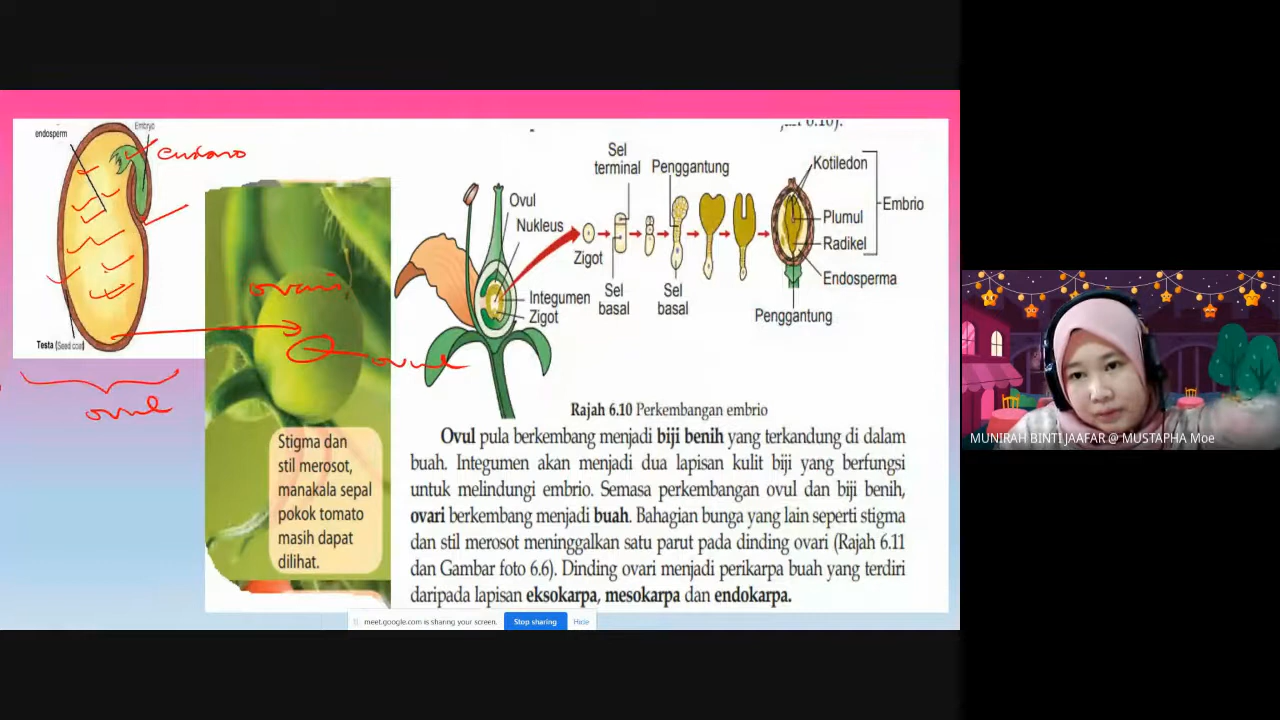 endosperm
Embryo
embrio
Testa (Seed coat)
ovul
ovari
ovul
Stigma dan
stil merosot,
manakala sepal
pokok tomato
masih dapat
dilihat.
6.10).
Ovul
Nukleus
Integumen
Zigot
Zigot
Sel
terminal
Sel
basal
Penggantung
Sel
basal
Kotiledon
Plumul
Radikel
Embrio
Endosperma
Penggantung
Rajah 6.10 Perkembangan embrio
Ovul pula berkembang menjadi biji benih yang terkandung di dalam
buah. Integumen akan menjadi dua lapisan kulit biji yang berfungsi
untuk melindungi embrio. Semasa perkembangan ovul dan biji benih,
ovari berkembang menjadi buah. Bahagian bunga yang lain seperti stigma
dan stil merosot meninggalkan satu parut pada dinding ovari (Rajah 6.11
dan Gambar foto 6.6). Dinding ovari menjadi perikarpa buah yang terdiri
daripada lapisan eksokarpa, mesokarpa dan endokarpa.
meet.google.com is sharing your screen.
Stop sharing
Hide
MUNIRAH BINTI JAAFAR @ MUSTAPHA Moe